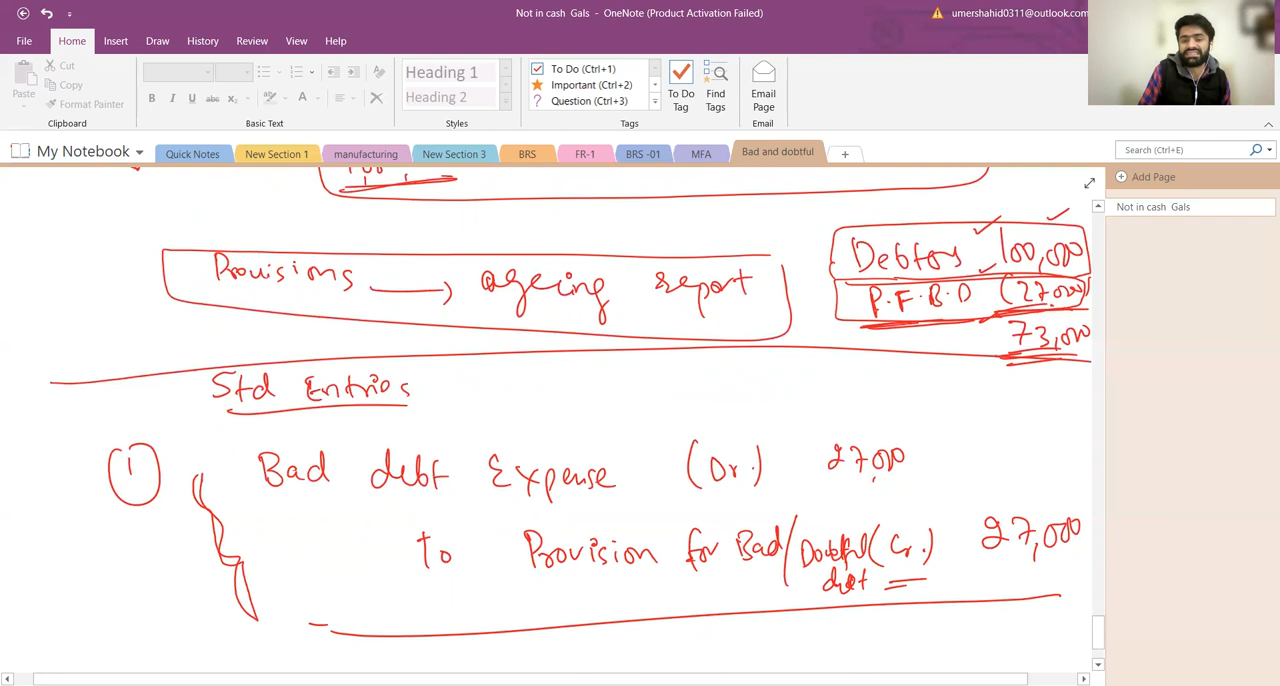 Not in cash Gals - OneNote (Product Activation Failed)
umershahid0311@outlook.com
File Home Insert Draw History Review View Help
Paste
Cut
Copy
Format Painter
Clipboard
B I U abc X₂ A
Basic Text
Heading 1
Heading 2
Styles
To Do (Ctrl+1)
Important (Ctrl+2)
? Question (Ctrl+3)
Tags
To Do Tag
Find Tags
Email Page
Email
My Notebook
Quick Notes New Section 1 manufacturing New Section 3 BRS FR-1 BRS -01 MFA Bad and doubtful
Search (Ctrl+E)
Add Page
Not in cash Gals
100
Provisions → ageing report
Debtors 100,000
P.F.B.D (27,000)
73,000
Std Entries
1 Bad debt Expense (Dr.) 27,000
to Provision for Bad/Doubtful (Cr.) 27,000
debt